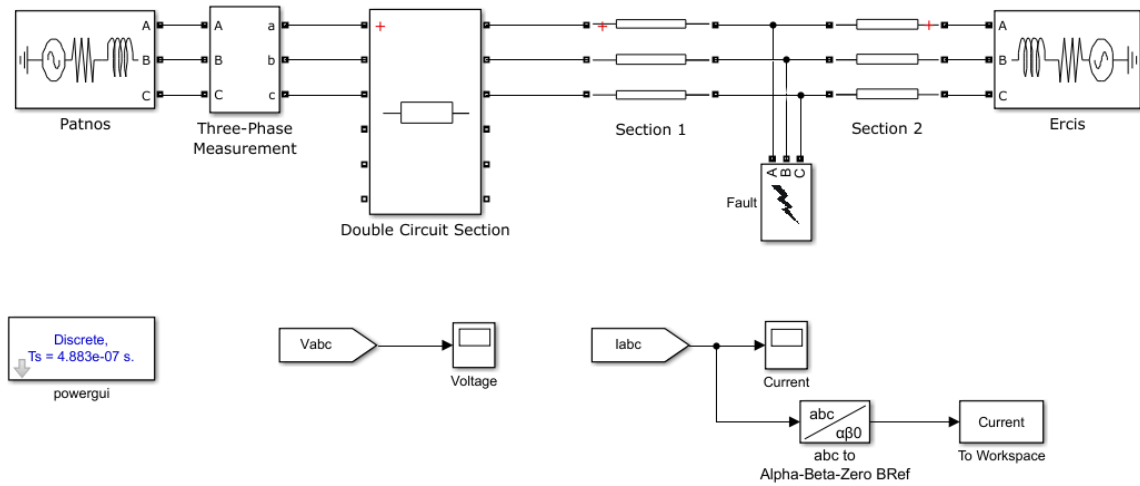 A A a A
B B b B
C C c C
Patnos
Three-Phase
Measurement
Double Circuit Section
Section 1
Section 2
Ercis
A B C
Fault
Discrete,
Ts = 4.883e-07 s.
powergui
Vabc
Voltage
Iabc
Current
abc
αβ0
abc to
Alpha-Beta-Zero BRef
Current
To Workspace